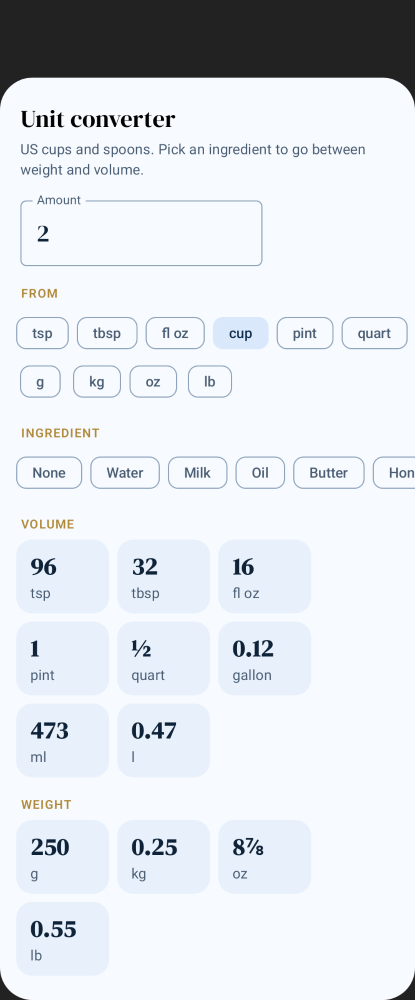 Unit converter
US cups and spoons. Pick an ingredient to go between
weight and volume.
Amount
2
FROM
tsp tbsp fl oz cup pint quart
g kg oz lb
INGREDIENT
None Water Milk Oil Butter Hon
VOLUME
96 32 16
tsp tbsp fl oz
1 ½ 0.12
pint quart gallon
473 0.47
ml l
WEIGHT
250 0.25 8⅞
g kg oz
0.55
lb